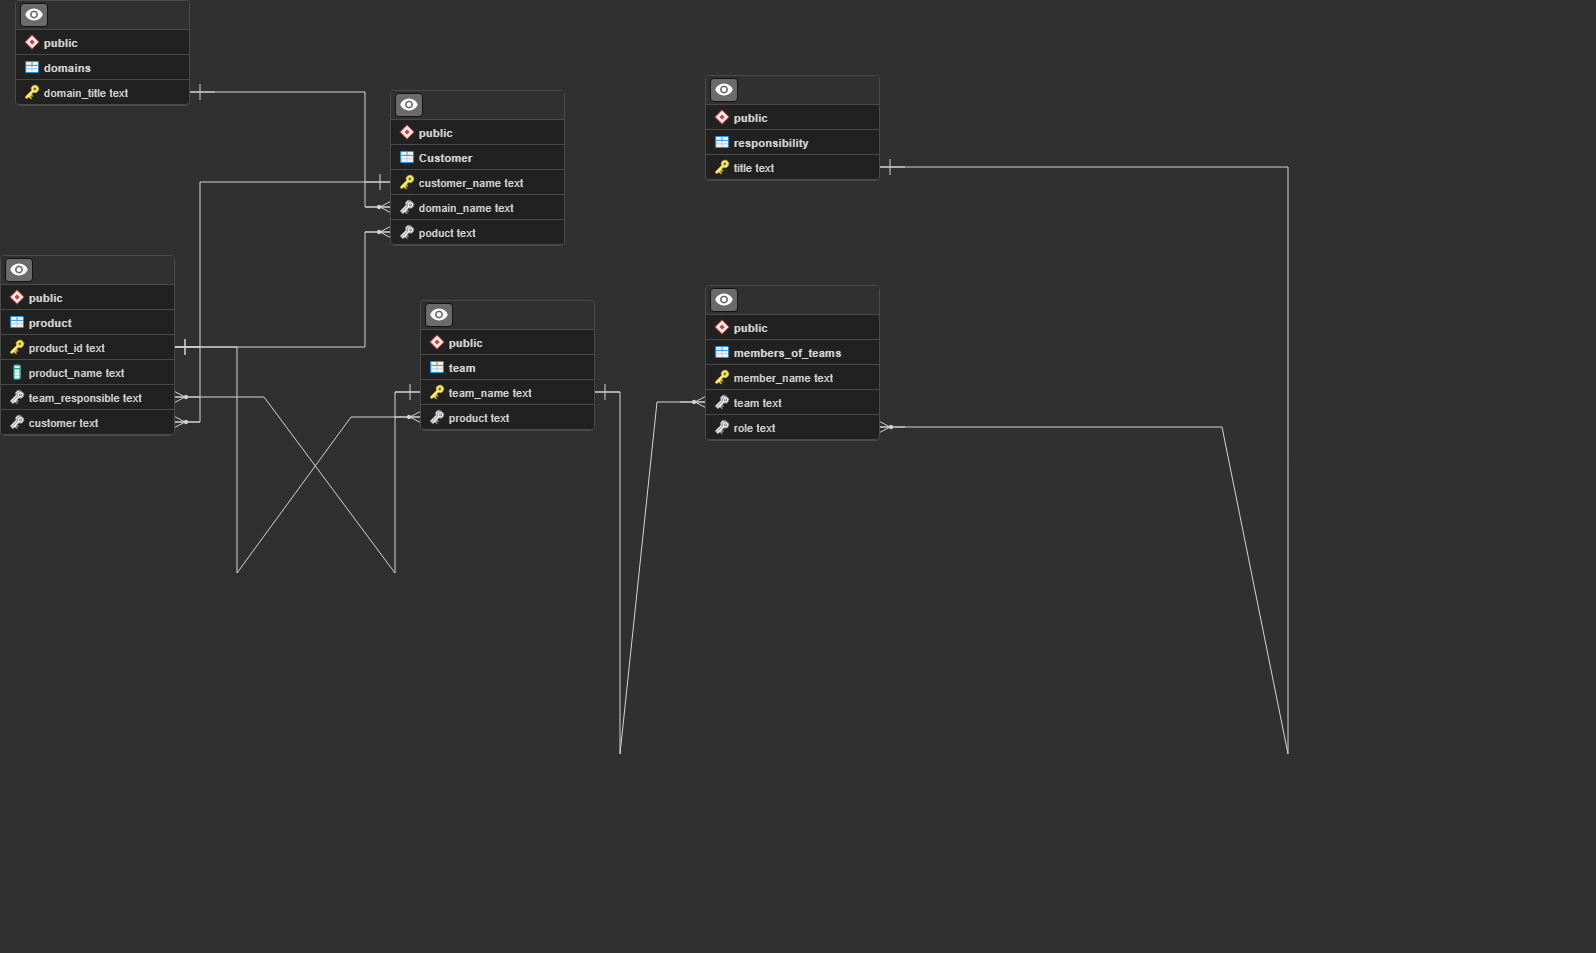 public
domains
domain_title text
public
Customer
customer_name text
domain_name text
poduct text
public
responsibility
title text
public
product
product_id text
product_name text
team_responsible text
customer text
public
team
team_name text
product text
public
members_of_teams
member_name text
team text
role text